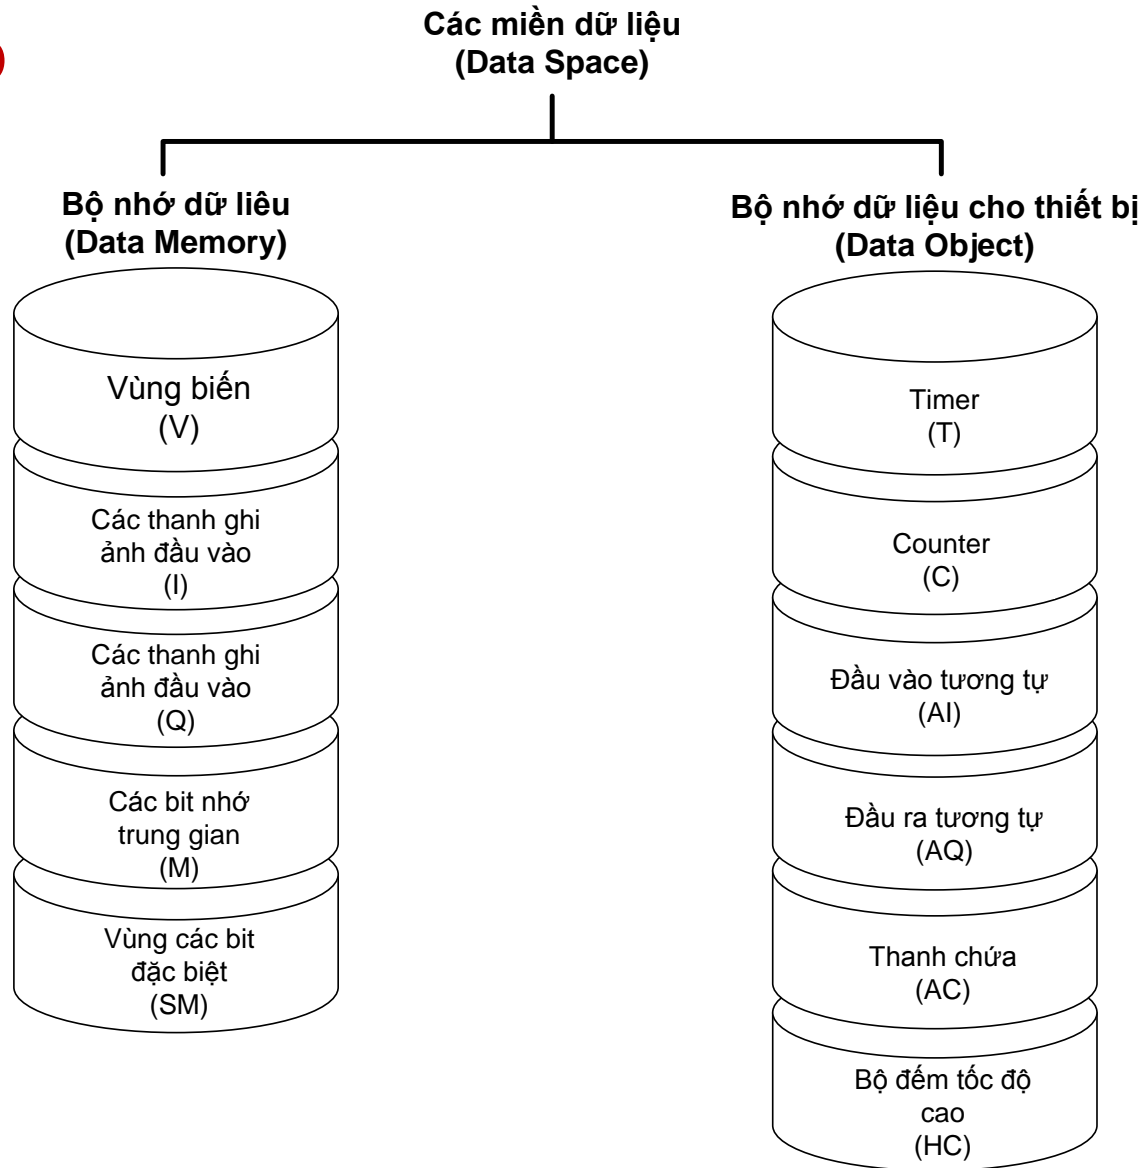 Các miền dữ liệu
(Data Space)
Bộ nhớ dữ liêu
(Data Memory)
Vùng biến
(V)
Các thanh ghi
ảnh đầu vào
(I)
Các thanh ghi
ảnh đầu vào
(Q)
Các bit nhớ
trung gian
(M)
Vùng các bit
đặc biệt
(SM)
Bộ nhớ dữ liệu cho thiết bị
(Data Object)
Timer
(T)
Counter
(C)
Đầu vào tương tự
(AI)
Đầu ra tương tự
(AQ)
Thanh chứa
(AC)
Bộ đếm tốc độ
cao
(HC)